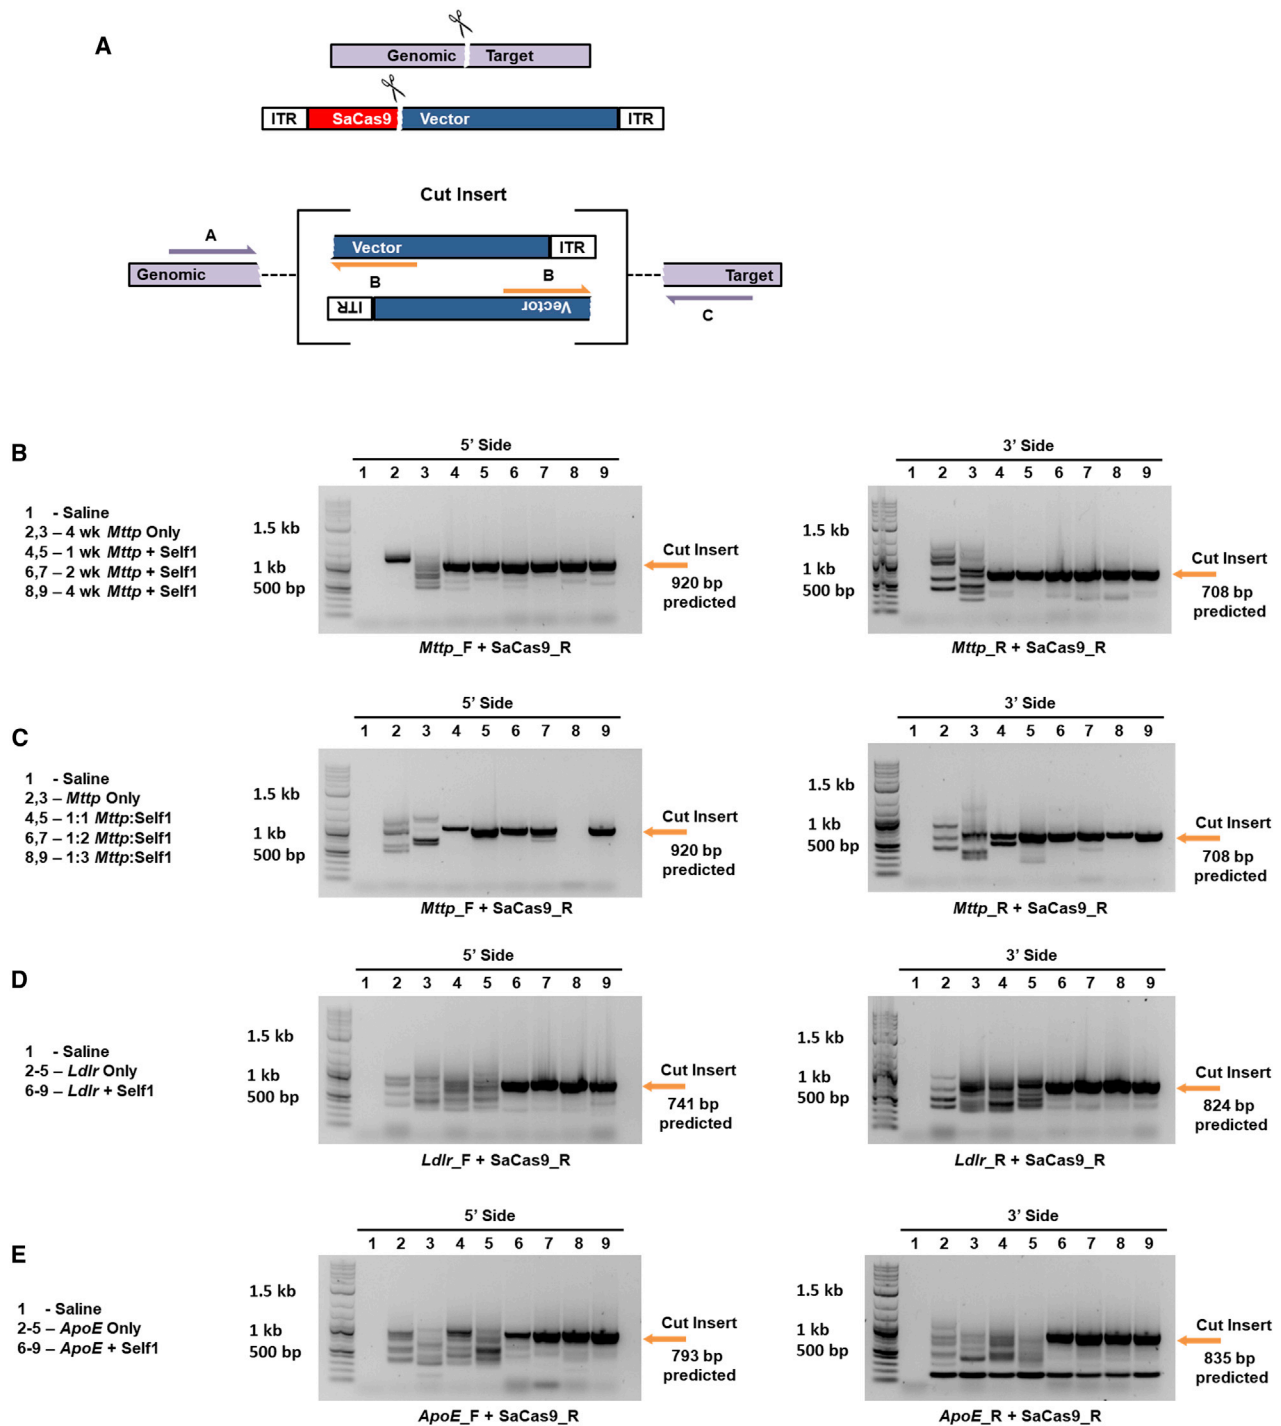 A
Genomic Target
ITR SaCas9 Vector ITR
Cut Insert
A
Vector ITR
Genomic
Target
B
B
ITR Vector
C
B
5’ Side
3’ Side
1 2 3 4 5 6 7 8 9
1 2 3 4 5 6 7 8 9
1 - Saline
2,3 – 4 wk Mttp Only
4,5 – 1 wk Mttp + Self1
6,7 – 2 wk Mttp + Self1
8,9 – 4 wk Mttp + Self1
1.5 kb
1 kb
500 bp
Cut Insert
920 bp
predicted
Mttp_F + SaCas9_R
1.5 kb
1 kb
500 bp
Cut Insert
708 bp
predicted
Mttp_R + SaCas9_R
C
5’ Side
3’ Side
1 2 3 4 5 6 7 8 9
1 2 3 4 5 6 7 8 9
1 - Saline
2,3 – Mttp Only
4,5 – 1:1 Mttp:Self1
6,7 – 1:2 Mttp:Self1
8,9 – 1:3 Mttp:Self1
1.5 kb
1 kb
500 bp
Cut Insert
920 bp
predicted
Mttp_F + SaCas9_R
1.5 kb
1 kb
500 bp
Cut Insert
708 bp
predicted
Mttp_R + SaCas9_R
D
5’ Side
3’ Side
1 2 3 4 5 6 7 8 9
1 2 3 4 5 6 7 8 9
1 - Saline
2-5 – Ldlr Only
6-9 – Ldlr + Self1
1.5 kb
1 kb
500 bp
Cut Insert
741 bp
predicted
Ldlr_F + SaCas9_R
1.5 kb
1 kb
500 bp
Cut Insert
824 bp
predicted
Ldlr_R + SaCas9_R
E
5’ Side
3’ Side
1 2 3 4 5 6 7 8 9
1 2 3 4 5 6 7 8 9
1 - Saline
2-5 – ApoE Only
6-9 – ApoE + Self1
1.5 kb
1 kb
500 bp
Cut Insert
793 bp
predicted
ApoE_F + SaCas9_R
1.5 kb
1 kb
500 bp
Cut Insert
835 bp
predicted
ApoE_R + SaCas9_R